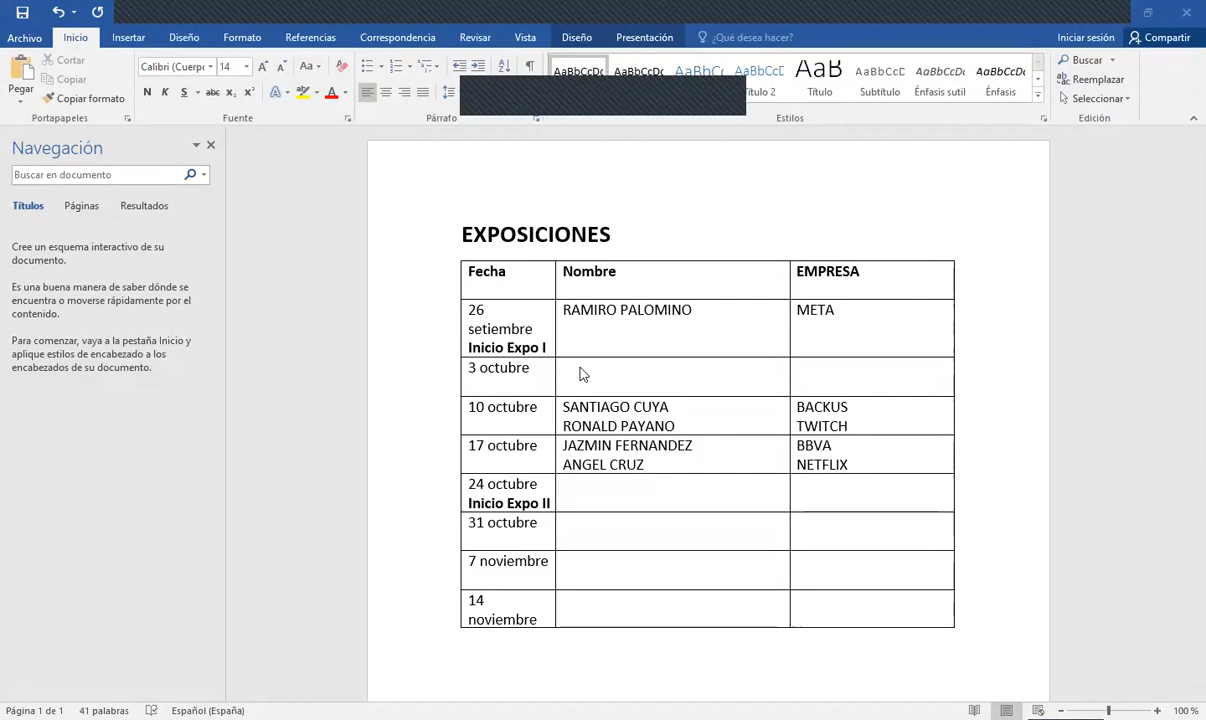 Archivo Inicio Insertar Diseño Formato Referencias Correspondencia Revisar Vista Diseño Presentación ¿Qué desea hacer? Iniciar sesión Compartir
Pegar
Cortar
Copiar
Copiar formato
Portapapeles
Calibri (Cuerp 14
Fuente
Párrafo
AaBbCcDc AaBbCcDc AaBbC AaBbCcD AaB AaBbCcD AaBbCcDc AaBbCcDc
Título 2 Título Subtítulo Énfasis sutil Énfasis
Estilos
Buscar
Reemplazar
Seleccionar
Edición
Navegación
Buscar en documento
Títulos Páginas Resultados
Cree un esquema interactivo de su
documento.
Es una buena manera de saber dónde se
encuentra o moverse rápidamente por el
contenido.
Para comenzar, vaya a la pestaña Inicio y
aplique estilos de encabezado a los
encabezados de su documento.
EXPOSICIONES
Fecha Nombre EMPRESA
26 RAMIRO PALOMINO META
setiembre
Inicio Expo I
3 octubre
10 octubre SANTIAGO CUYA BACKUS
RONALD PAYANO TWITCH
17 octubre JAZMIN FERNANDEZ BBVA
ANGEL CRUZ NETFLIX
24 octubre
Inicio Expo II
31 octubre
7 noviembre
14
noviembre
Página 1 de 1 41 palabras Español (España) 100 %